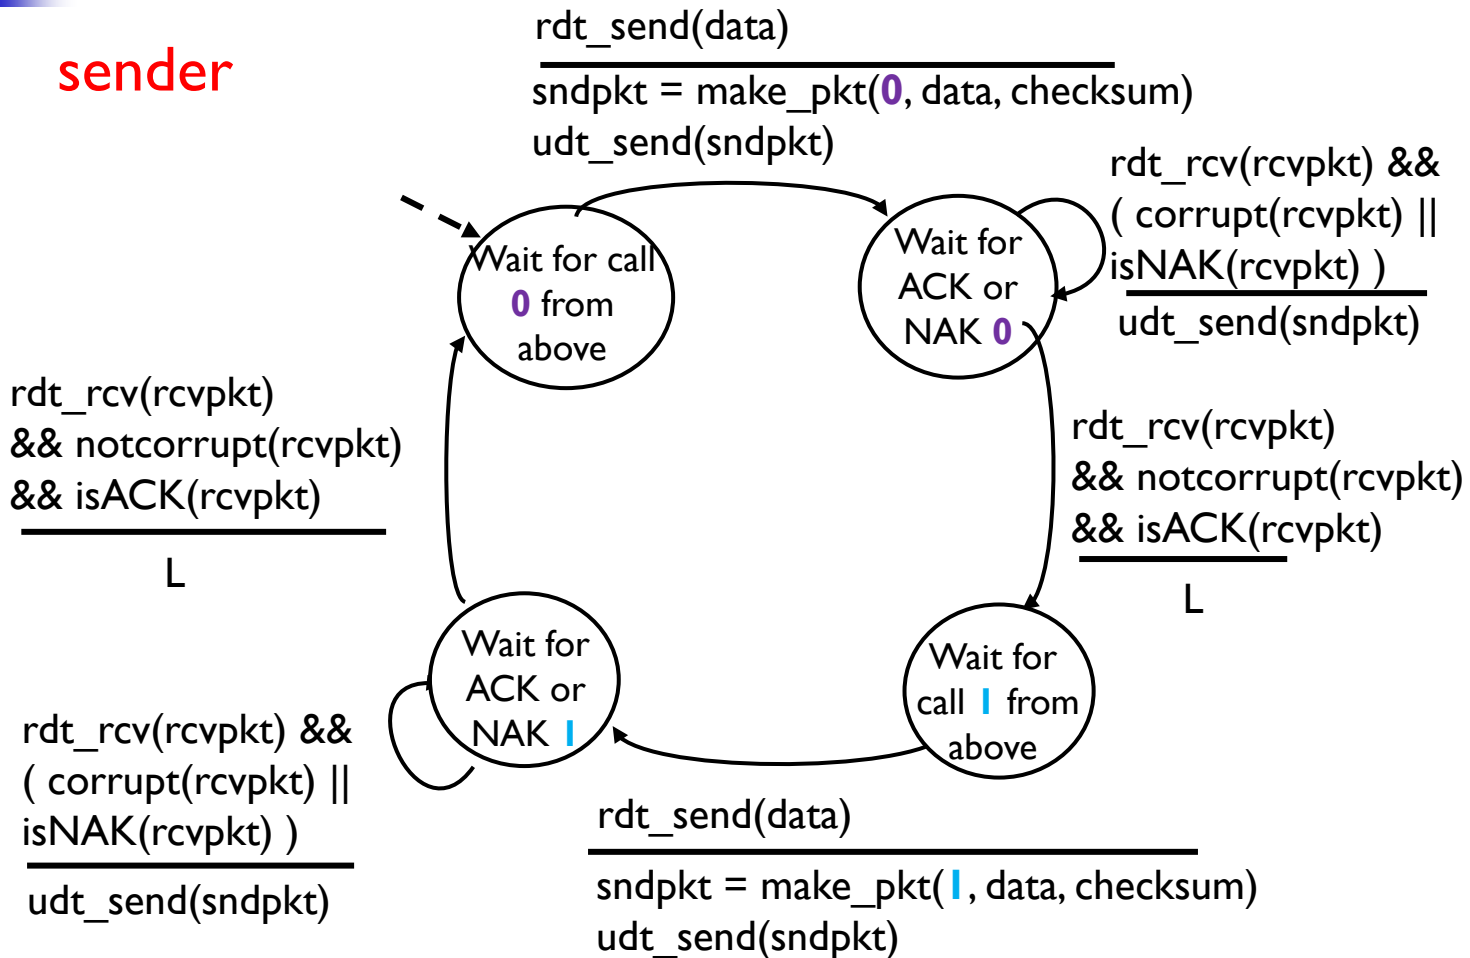 sender
rdt_send(data)
sndpkt = make_pkt(0, data, checksum)
udt_send(sndpkt)
rdt_rcv(rcvpkt) &&
( corrupt(rcvpkt) ||
isNAK(rcvpkt) )
udt_send(sndpkt)
Wait for call
0 from
above
Wait for
ACK or
NAK 0
rdt_rcv(rcvpkt)
&& notcorrupt(rcvpkt)
&& isACK(rcvpkt)
L
rdt_rcv(rcvpkt)
&& notcorrupt(rcvpkt)
&& isACK(rcvpkt)
L
Wait for
ACK or
NAK 1
Wait for
call 1 from
above
rdt_rcv(rcvpkt) &&
( corrupt(rcvpkt) ||
isNAK(rcvpkt) )
udt_send(sndpkt)
rdt_send(data)
sndpkt = make_pkt(1, data, checksum)
udt_send(sndpkt)